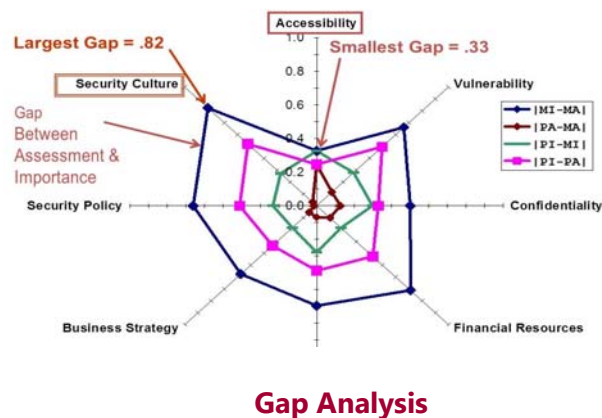 Accessibility
1.0
Largest Gap = .82
Smallest Gap = .33
0.8
Security Culture
Vulnerability
0.6
Gap
Between
Assessment &
Importance
0.4
|MI-MA|
|PA-MA|
|PI-MI|
|PI-PA|
0.2
Security Policy
0.0
Confidentiality
Business Strategy
Financial Resources
Gap Analysis